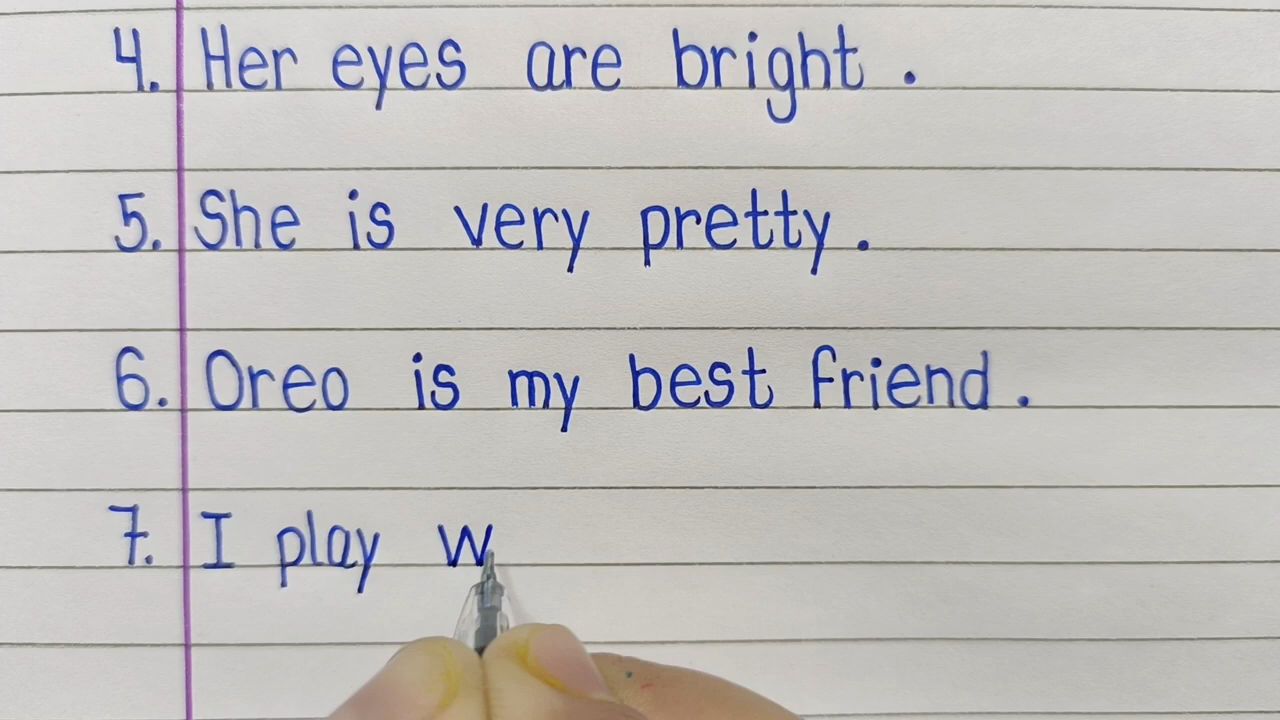 4. Her eyes are bright.
5. She is very pretty.
6. Oreo is my best friend.
7. I play w